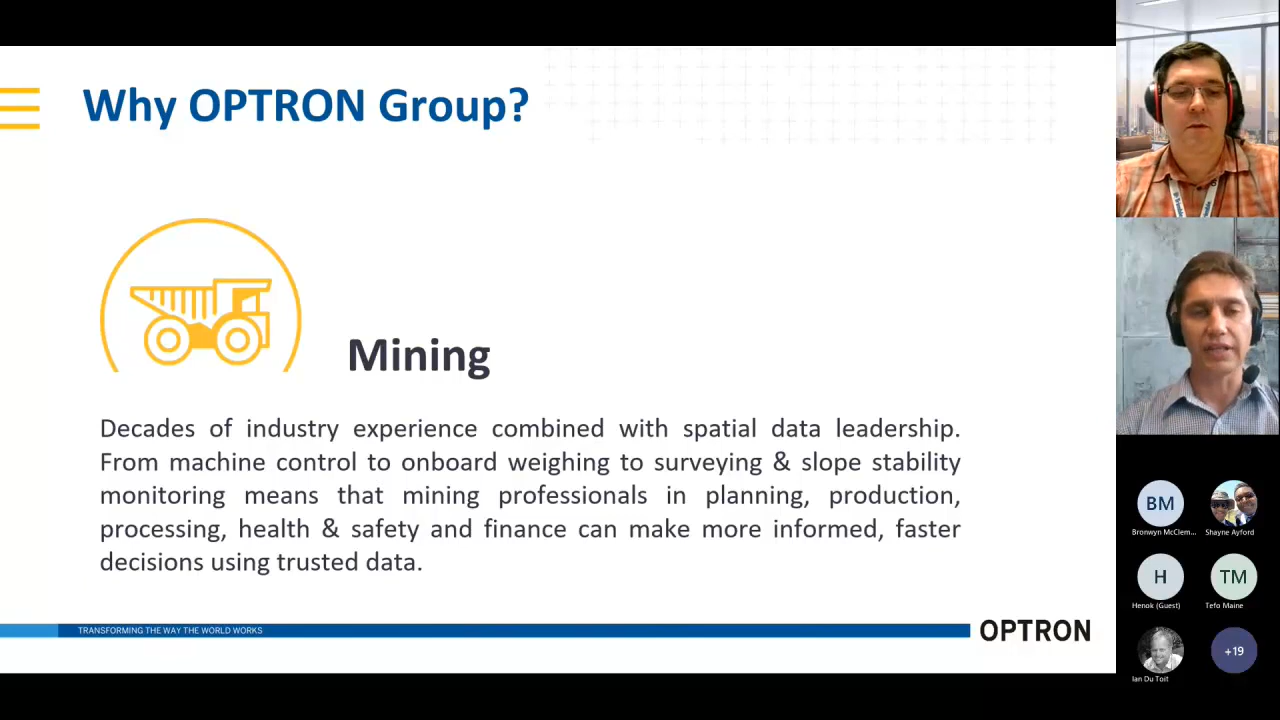 Why OPTRON Group?
Mining
Decades of industry experience combined with spatial data leadership.
From machine control to onboard weighing to surveying & slope stability
monitoring means that mining professionals in planning, production,
processing, health & safety and finance can make more informed, faster
decisions using trusted data.
TRANSFORMING THE WAY THE WORLD WORKS
OPTRON
BM
Bronwyn McClem...
Shayne Ayford
H
TM
Henok (Guest)
Tefo Maine
+19
Ian Du Toit